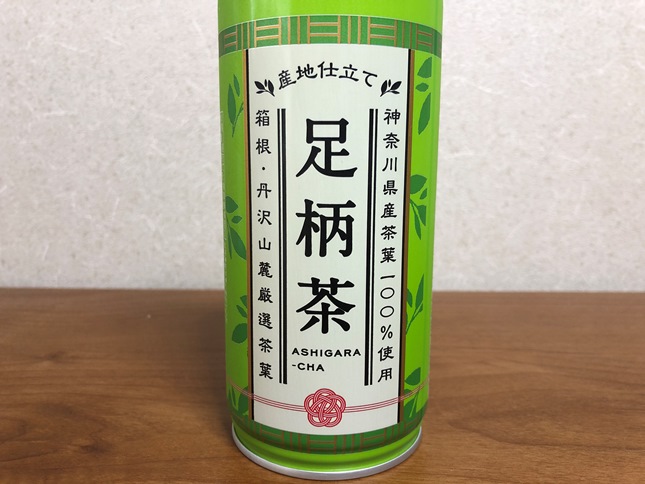 産地仕立て
神奈川県産茶葉一〇〇%使用
足柄茶
ASHIGARA
-CHA
箱根・丹沢山麓厳選茶葉